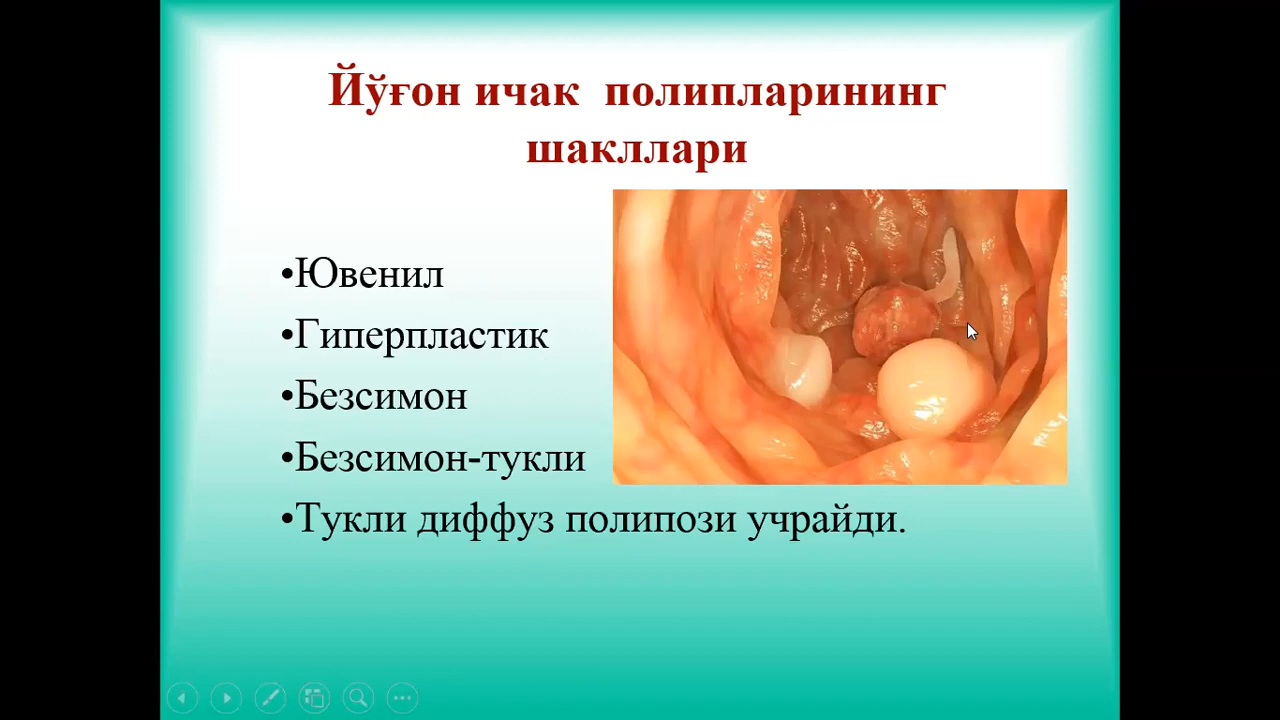 Йўғон ичак полипларининг
шакллари
•Ювенил
•Гиперпластик
•Безсимон
•Безсимон-тукли
•Тукли диффуз полипози учрайди.